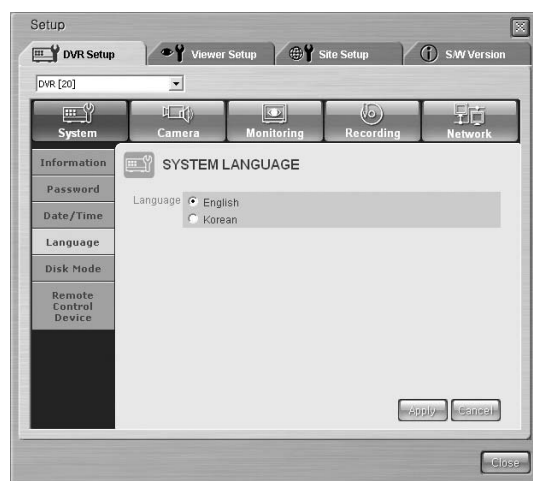 Setup
DVR Setup
Viewer Setup
Site Setup
S/W Version
DVR [20]
System
Camera
Monitoring
Recording
Network
Information
Password
Date/Time
Language
Disk Mode
Remote
Control
Device
SYSTEM LANGUAGE
Language
English
Korean
Apply
Cancel
Close